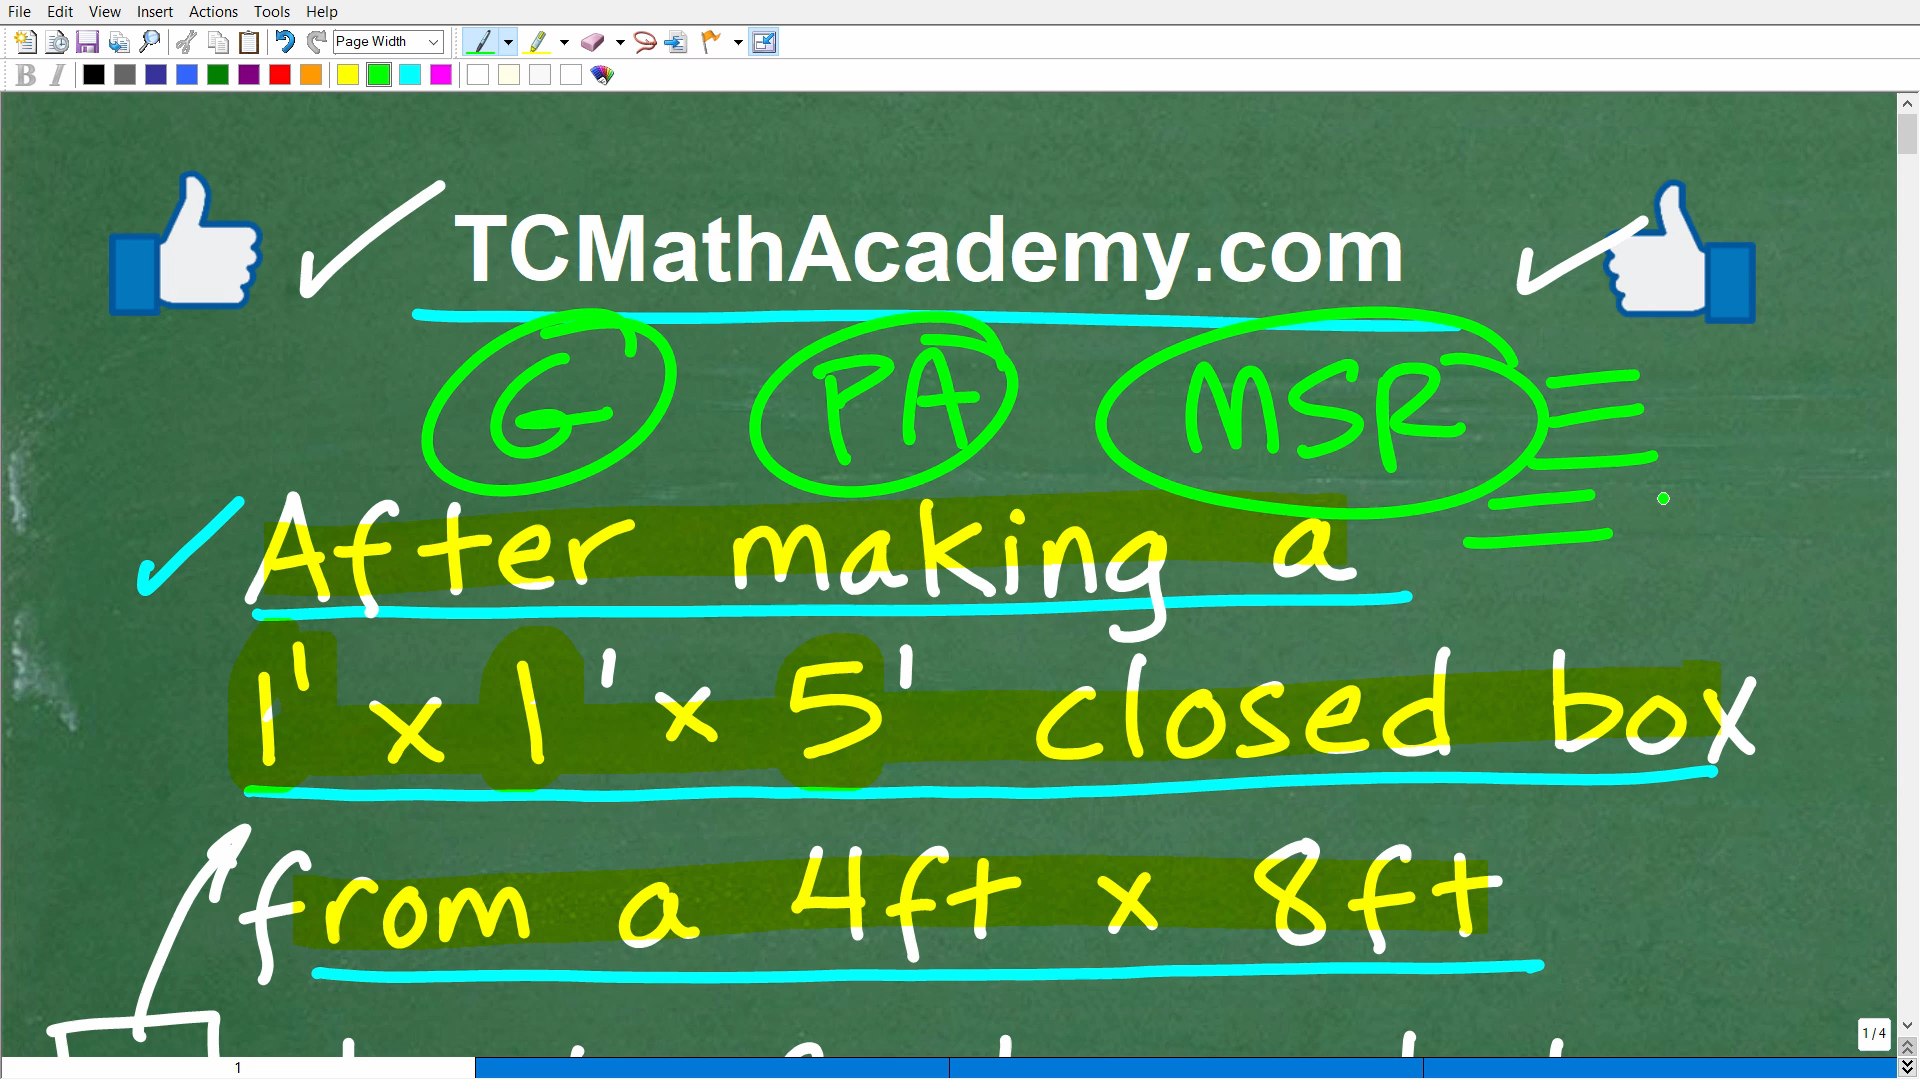 File Edit View Insert Actions Tools Help
Page Width
B I
TCMathAcademy.com
G PA MSR
After making a
1' x 1' x 5' closed box
from a 4ft x 8ft
1 / 4
1